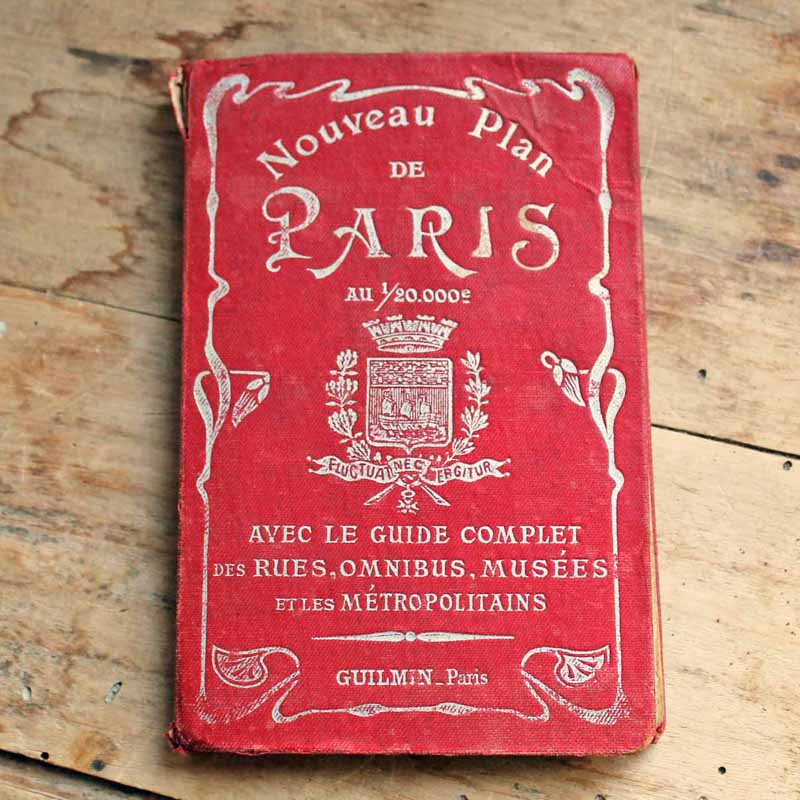 Nouveau Plan
DE
PARIS
AU 1/20.000e
FLUCTUAT NEC MERGITUR
AVEC LE GUIDE COMPLET
DES RUES, OMNIBUS, MUSÉES
ET LES MÉTROPOLITAINS
GUILMIN_Paris